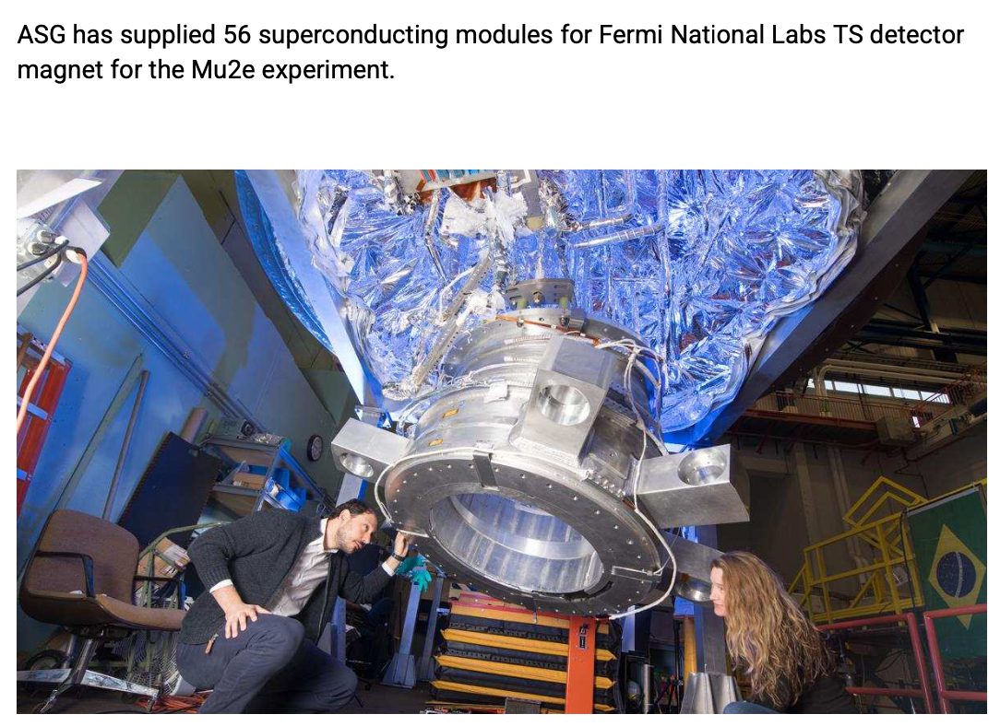 ASG has supplied 56 superconducting modules for Fermi National Labs TS detector
magnet for the Mu2e experiment.